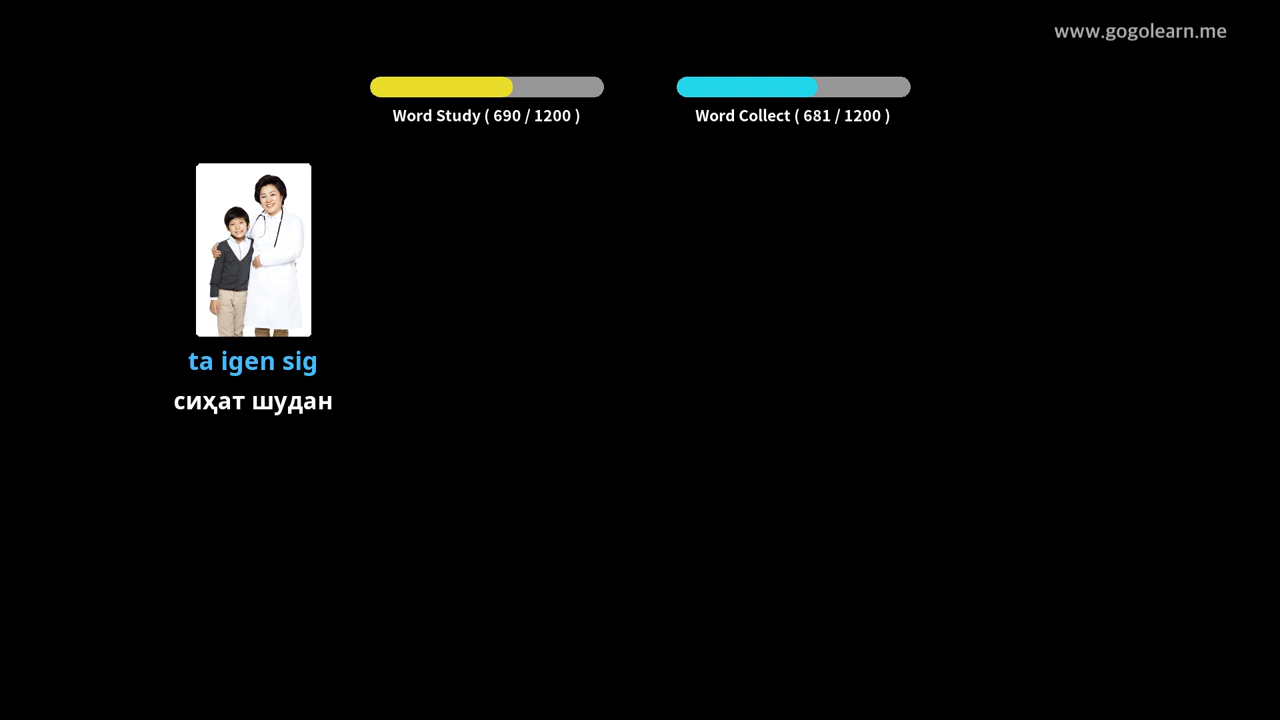 www.gogolearn.me
Word Study ( 690 / 1200 )
Word Collect ( 681 / 1200 )
ta igen sig
сиҳат шудан